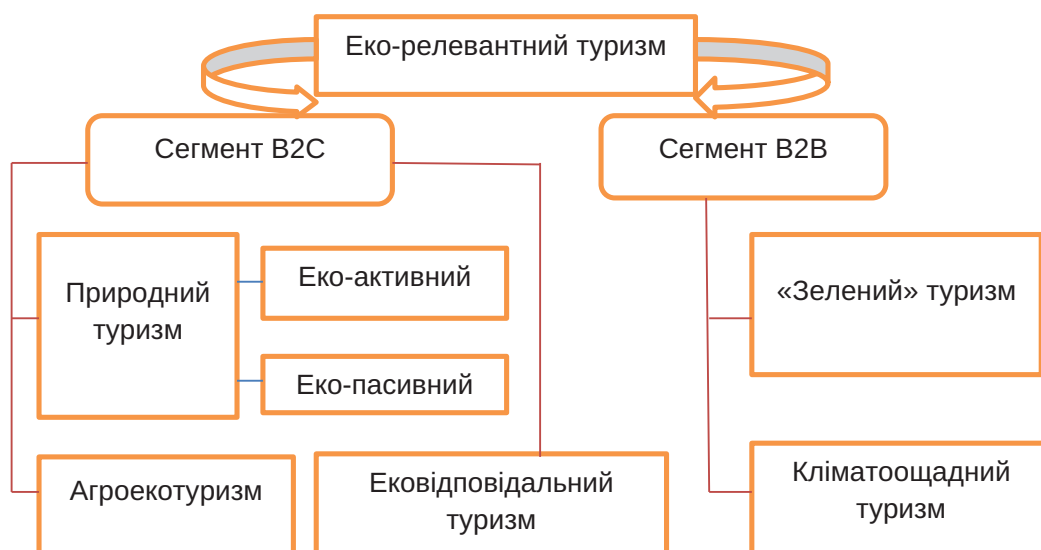 Еко-релевантний туризм
Сегмент B2C
Сегмент B2B
Природний
туризм
Еко-активний
Еко-пасивний
«Зелений» туризм
Агроекотуризм
Ековідповідальний
туризм
Кліматоощадний
туризм